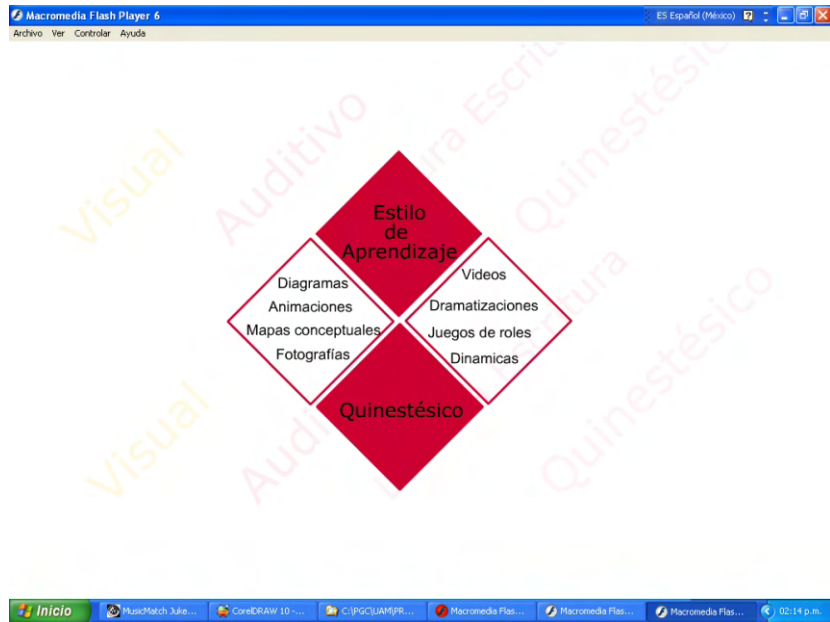 Macromedia Flash Player 6
ES Español (México)
Archivo Ver Controlar Ayuda
Visual
Auditivo
Escritura
Quinestésico
Estilo
de
Aprendizaje
Diagramas
Animaciones
Mapas conceptuales
Fotografías
Videos
Dramatizaciones
Juegos de roles
Dinamicas
Quinestésico
Visual
Quinestésico
Inicio
MusicMatch Juke...
CorelDRAW 10 -...
C:\PGC\UAM\PR...
Macromedia Flas...
Macromedia Flas...
Macromedia Flas...
02:14 p.m.